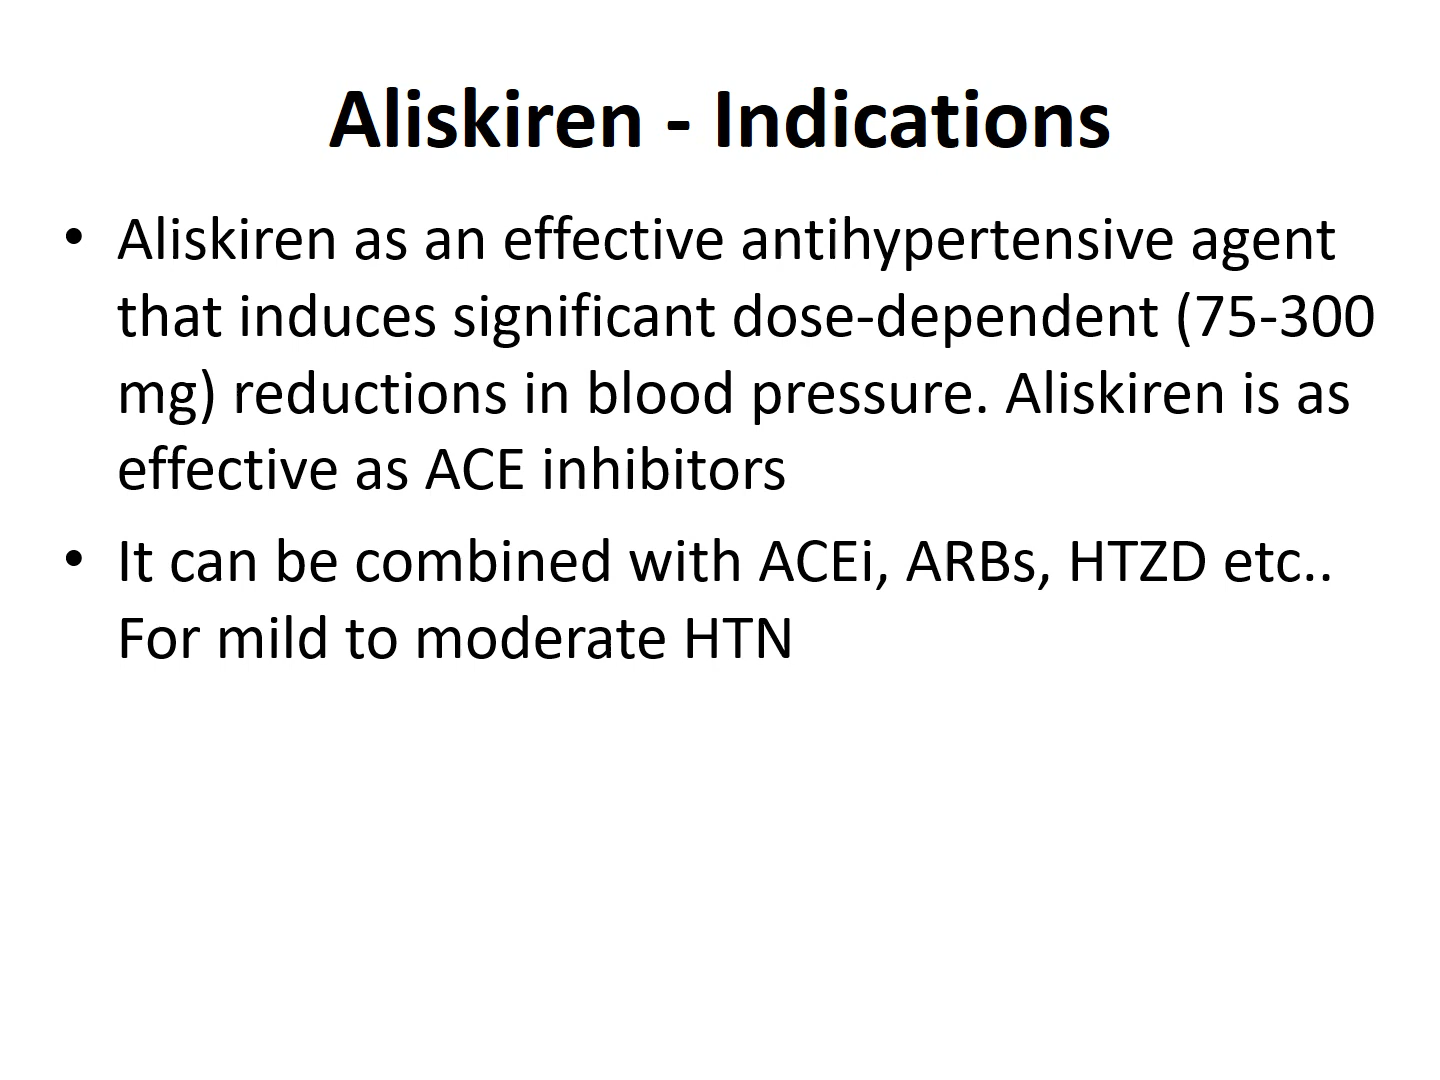 Aliskiren - Indications
• Aliskiren as an effective antihypertensive agent
that induces significant dose-dependent (75-300
mg) reductions in blood pressure. Aliskiren is as
effective as ACE inhibitors
• It can be combined with ACEi, ARBs, HTZD etc..
For mild to moderate HTN